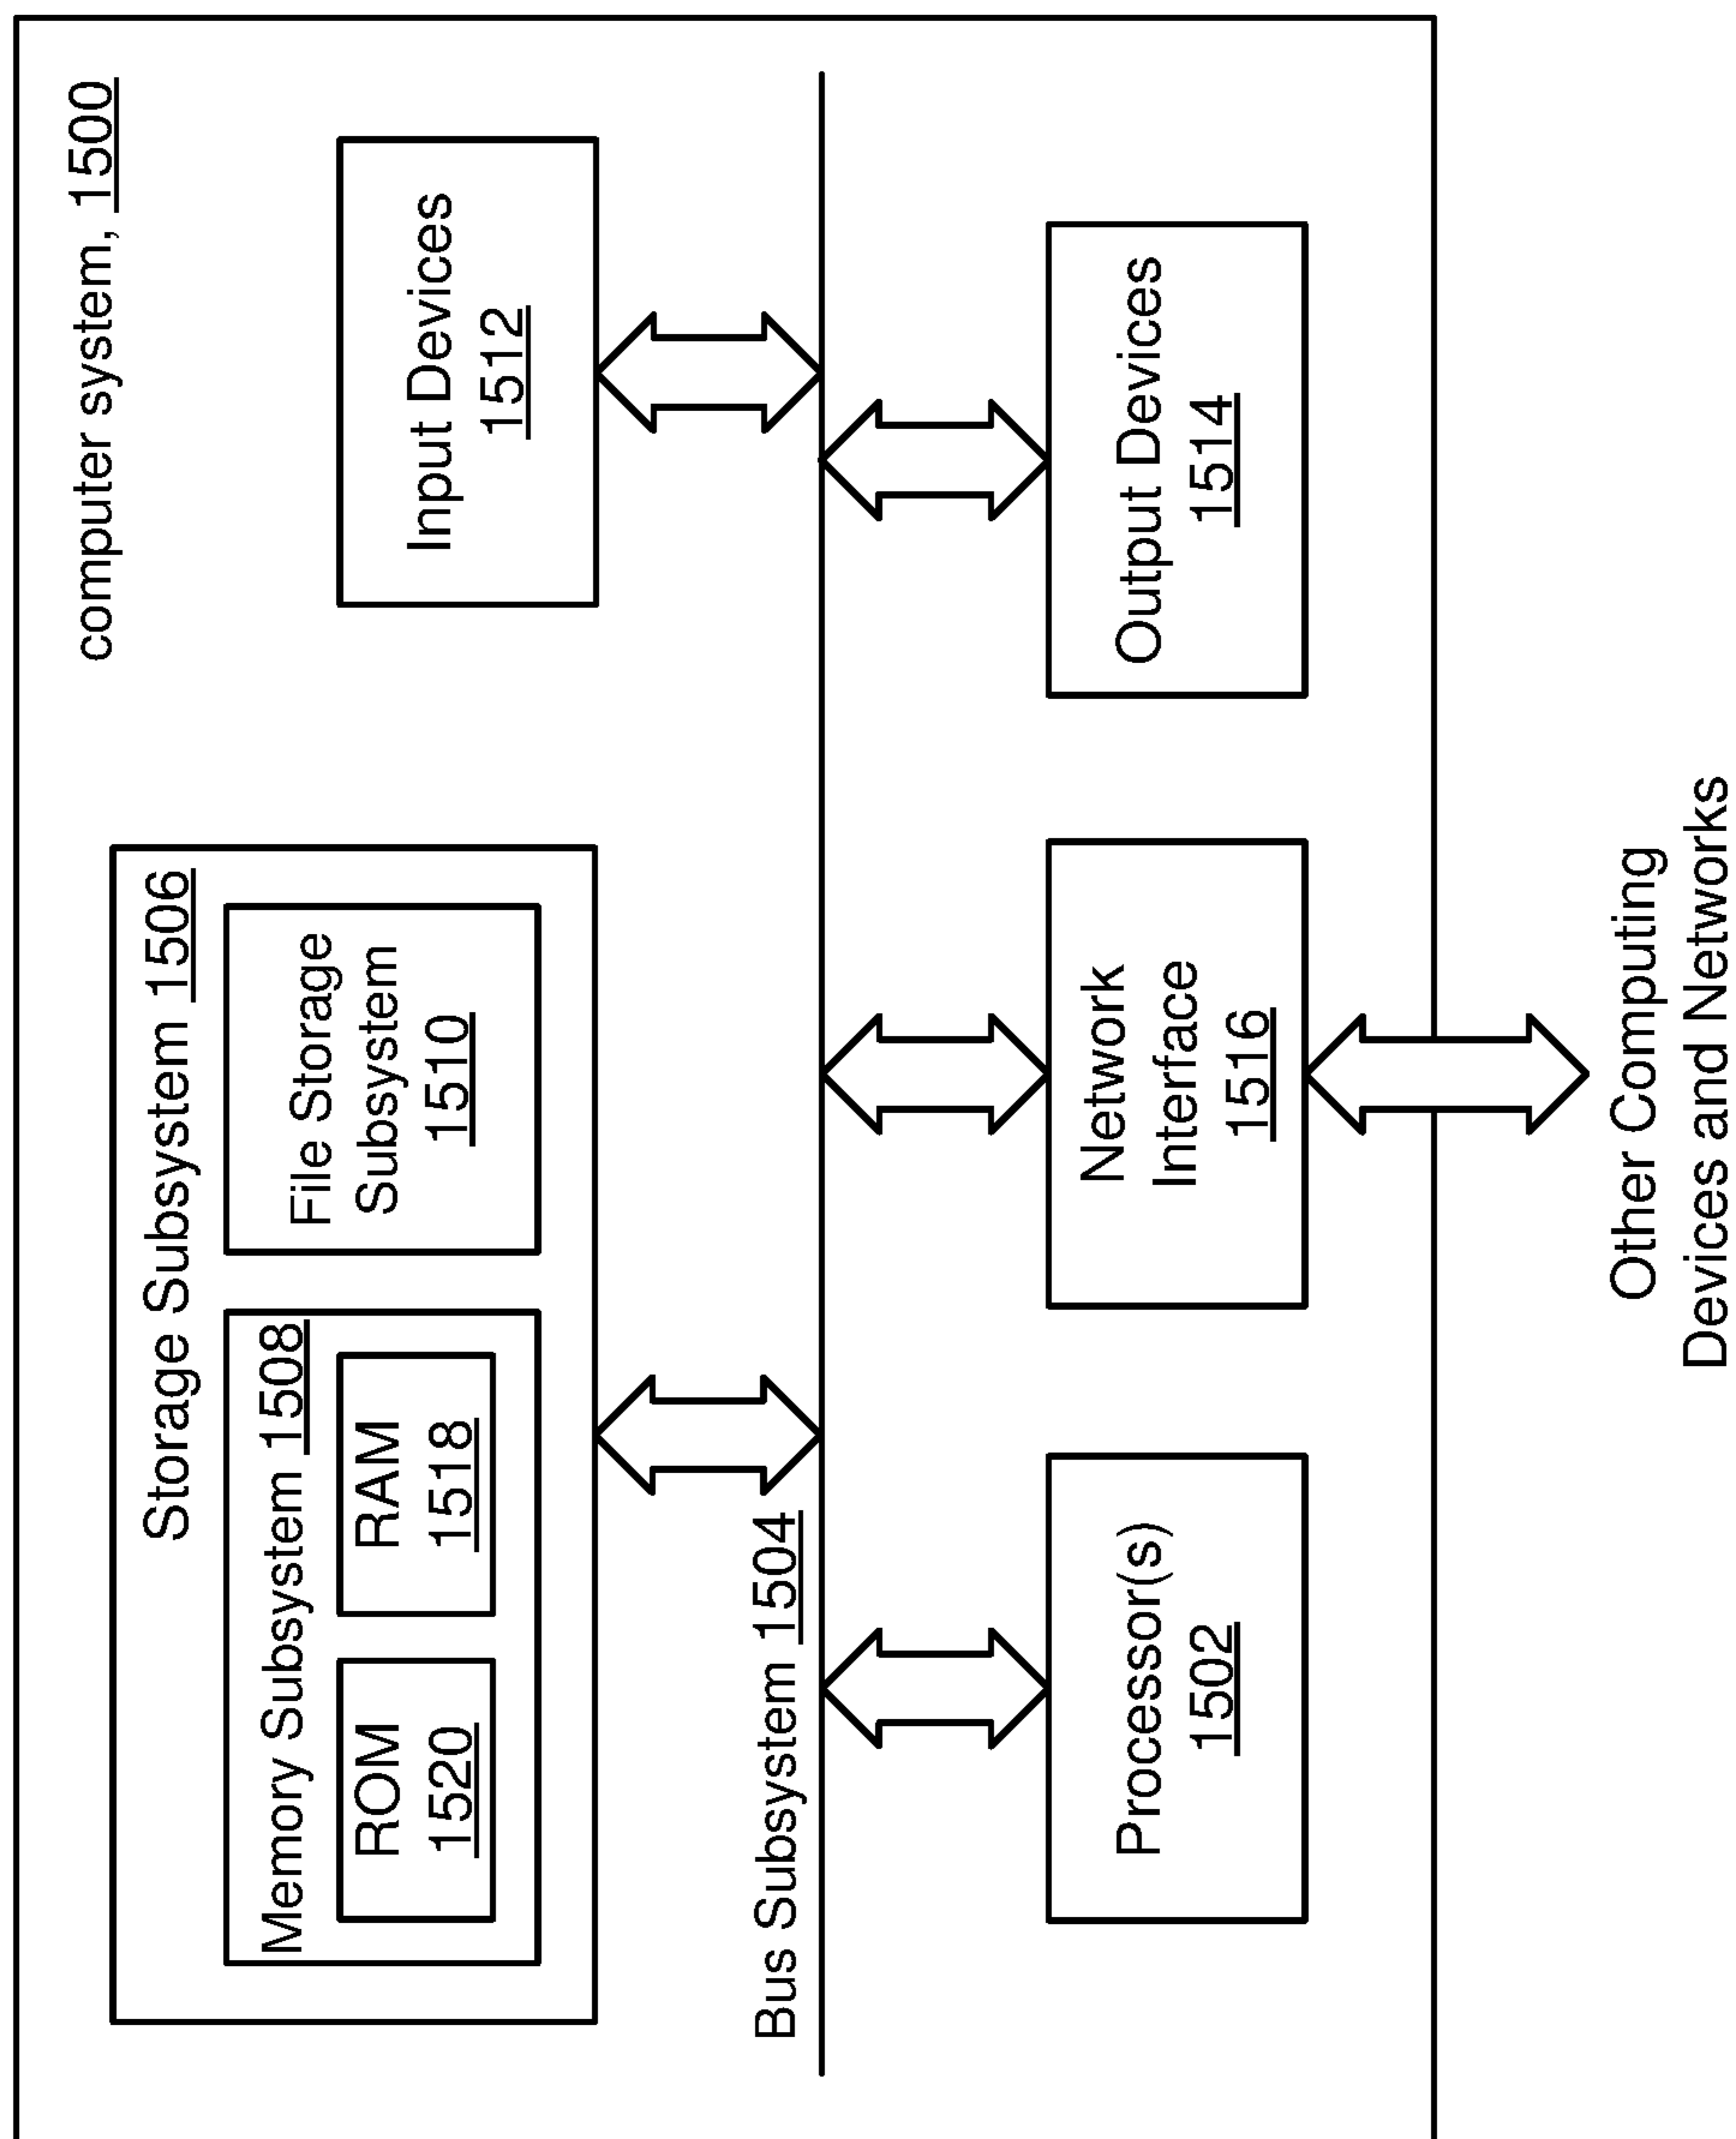 computer system, 1500
Storage Subsystem 1506
Memory Subsystem 1508
ROM
1520
RAM
1518
File Storage
Subsystem
1510
Input Devices
1512
Bus Subsystem 1504
Processor(s)
1502
Network
Interface
1516
Output Devices
1514
Other Computing
Devices and Networks